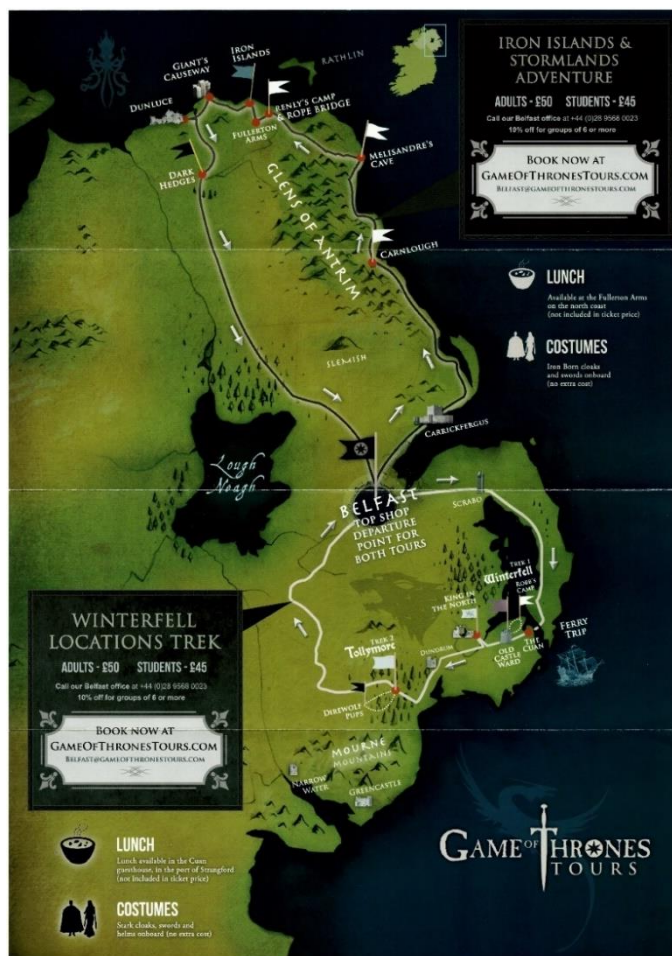 IRON ISLANDS &
STORMLANDS
ADVENTURE
ADULTS - £50 STUDENTS - £45
Call our Belfast office at +44 (0)28 9568 0023
10% off for groups of 6 or more
BOOK NOW AT
GAMEOFTHRONESTOURS.COM
BELFAST@GAMEOFTHRONESTOURS.COM
LUNCH
Available at the Fullerton Arms
on the north coast
(not included in ticket price)
COSTUMES
Iron Born cloaks
and swords onboard
(no extra cost)
GIANT'S
CAUSEWAY
IRON
ISLANDS
RATHLIN
DUNLUCE
RENLY'S CAMP
& ROPE BRIDGE
FULLERTON
ARMS
MELISANDRE'S
CAVE
DARK
HEDGES
GLENS OF ANTRIM
CARNLOUGH
SLEMISH
CARRICKFERGUS
Lough
Neagh
BELFAST
TOP SHOP
DEPARTURE
POINT FOR
BOTH TOURS
SCRABO
TREK 1
Winterfell
ROBB'S
CAMP
KING IN
THE NORTH
FERRY
TRIP
THE
CUAN
OLD
CASTLE
WARD
DUNDRUM
TREK 2
Tollymore
DIREWOLF
PUPS
MOURNE
MOUNTAINS
NARROW
WATER
GREENCASTLE
WINTERFELL
LOCATIONS TREK
ADULTS - £50 STUDENTS - £45
Call our Belfast office at +44 (0)28 9568 0023
10% off for groups of 6 or more
BOOK NOW AT
GAMEOFTHRONESTOURS.COM
BELFAST@GAMEOFTHRONESTOURS.COM
LUNCH
Lunch available in the Cuan
guesthouse, in the port of Strangford
(not included in ticket price)
COSTUMES
Stark cloaks, swords and
helms onboard (no extra cost)
GAME OF THRONES
TOURS